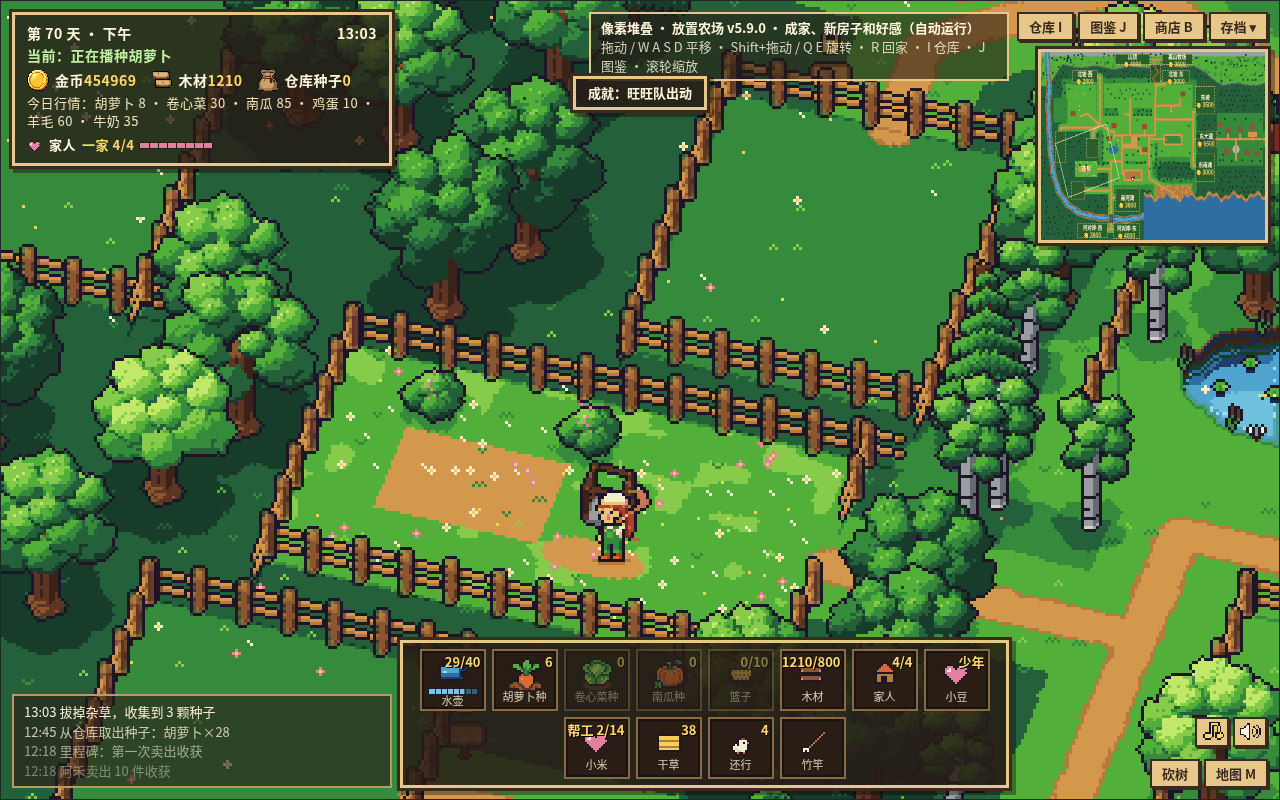 第 70 天 · 下午 13:03
当前：正在播种胡萝卜
金币454969 木材1210 仓库种子0
今日行情：胡萝卜 8 · 卷心菜 30 · 南瓜 85 · 鸡蛋 10 ·
羊毛 60 · 牛奶 35
家人 一家 4/4
像素堆叠 · 放置农场 v5.9.0 · 成家、新房子和好感（自动运行）
拖动 / W A S D 平移 · Shift+拖动 / Q E 旋转 · R 回家 · I 仓库 · J
图鉴 · 滚轮缩放
成就：旺旺队出动
仓库 I
图鉴 J
商店 B
存档 ▾
13:03 拔掉杂草，收集到 3 颗种子
12:45 从仓库取出种子：胡萝卜×28
12:18 里程碑：第一次卖出收获
12:18 阿禾卖出 10 件收获
29/40
水壶
6
胡萝卜种
0
卷心菜种
0
南瓜种
0/10
篮子
1210/800
木材
4/4
家人
少年
小豆
帮工 2/14
小米
38
干草
4
还行
竹竿
砍树
地图 M